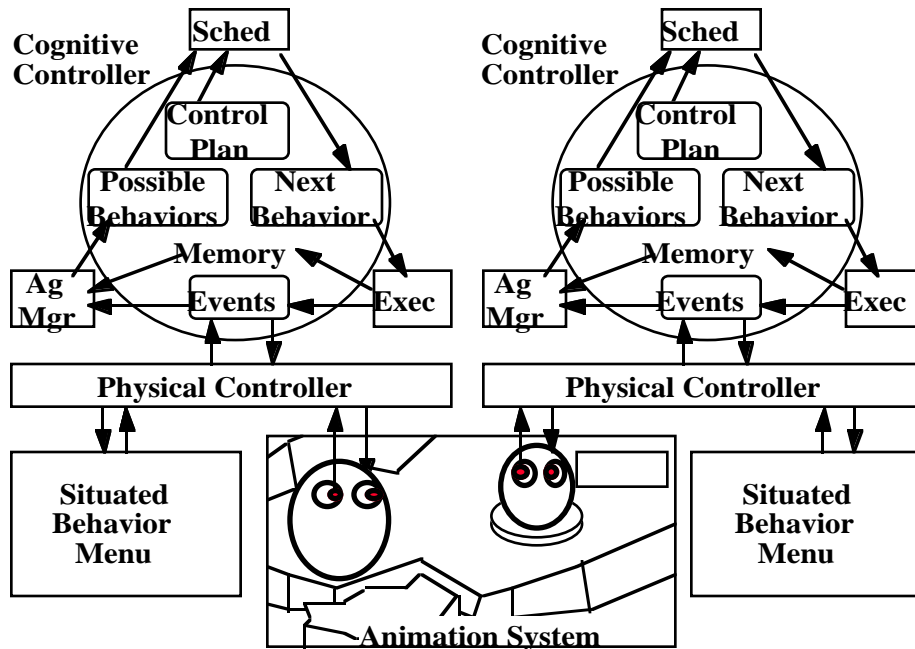 Sched
Cognitive
Controller
Control
Plan
Possible
Behaviors
Next
Behavior
Memory
Ag
Mgr
Events
Exec
Physical Controller
Situated
Behavior
Menu
Sched
Cognitive
Controller
Control
Plan
Possible
Behaviors
Next
Behavior
Memory
Ag
Mgr
Events
Exec
Physical Controller
Situated
Behavior
Menu
Animation System